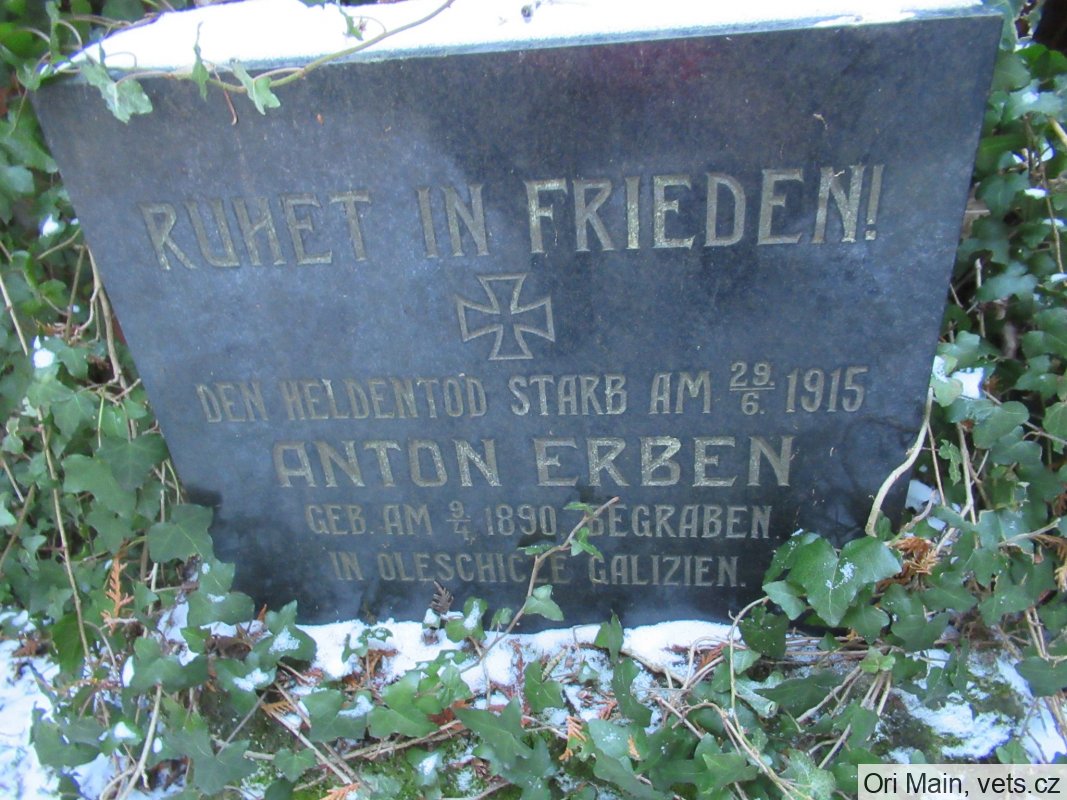 RUHET IN FRIEDEN!
DEN HELDENTOD STARB AM 29/6. 1915
ANTON ERBEN
GEB. AM 9/4. 1890. BEGRABEN
IN OLESCHICZE GALIZIEN.
Ori Main, vets.cz